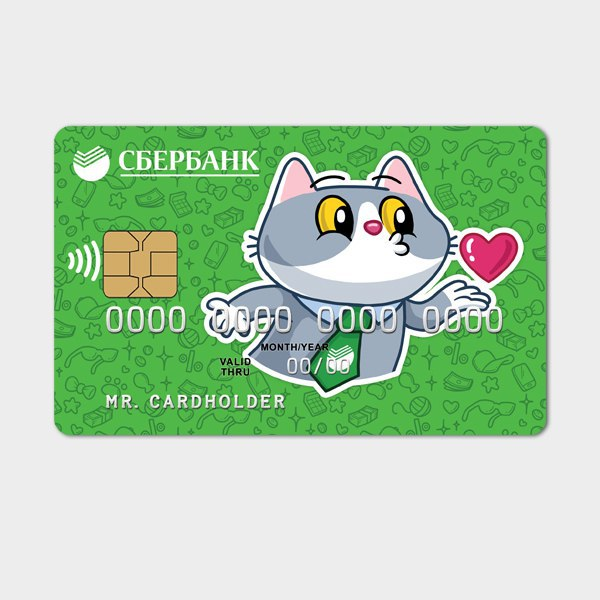 СБЕРБАНК
0000 0000 0000 0000
MONTH/YEAR
VALID
THRU
00/00
MR. CARDHOLDER